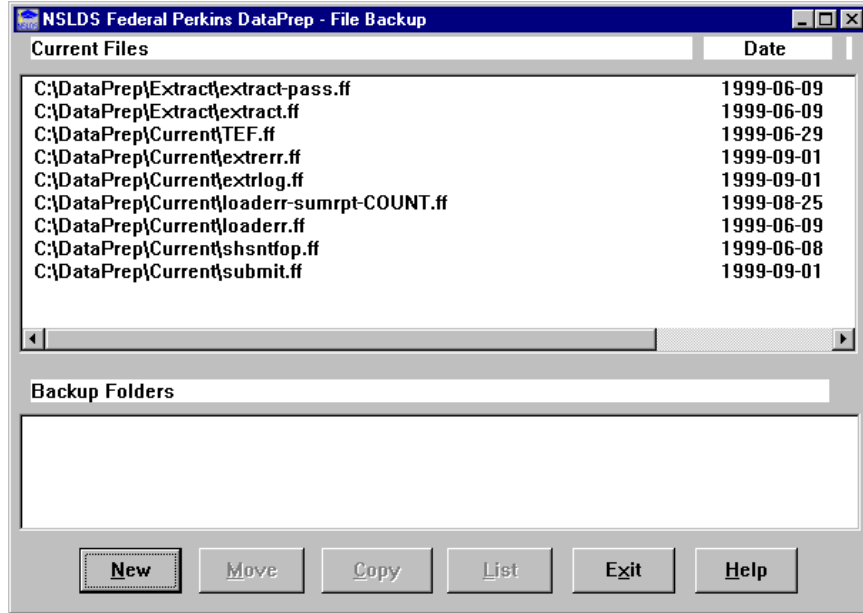 NSLDS Federal Perkins DataPrep - File Backup
Current Files Date
C:\DataPrep\Extract\extract-pass.ff 1999-06-09
C:\DataPrep\Extract\extract.ff 1999-06-09
C:\DataPrep\Current\TEF.ff 1999-06-29
C:\DataPrep\Current\extrerr.ff 1999-09-01
C:\DataPrep\Current\extrlog.ff 1999-09-01
C:\DataPrep\Current\loaderr-sumrpt-COUNT.ff 1999-08-25
C:\DataPrep\Current\loaderr.ff 1999-06-09
C:\DataPrep\Current\shsntfop.ff 1999-06-08
C:\DataPrep\Current\submit.ff 1999-09-01
Backup Folders
New Move Copy List Exit Help